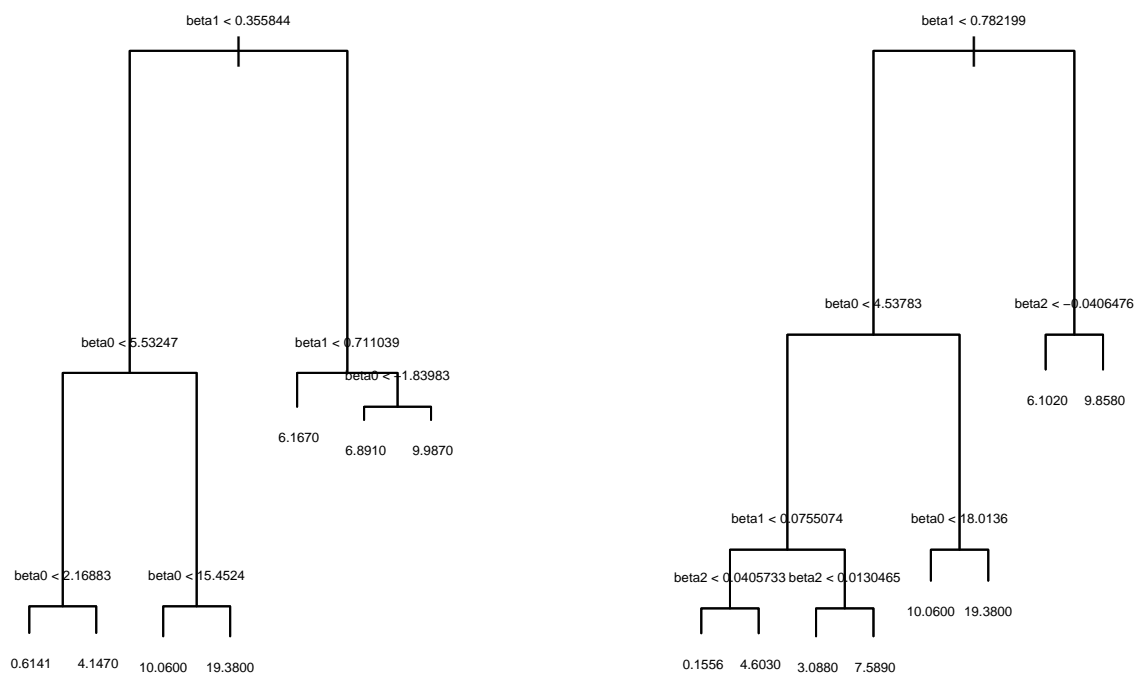 beta1 < 0.355844
beta0 < 5.53247
beta1 < 0.711039
beta0 < −1.83983
6.1670
6.8910
9.9870
beta0 < 2.16883
beta0 < 15.4524
0.6141
4.1470
10.0600
19.3800
beta1 < 0.782199
beta0 < 4.53783
beta2 < −0.0406476
6.1020
9.8580
beta1 < 0.0755074
beta0 < 18.0136
beta2 < 0.0405733
beta2 < 0.0130465
10.0600
19.3800
0.1556
4.6030
3.0880
7.5890